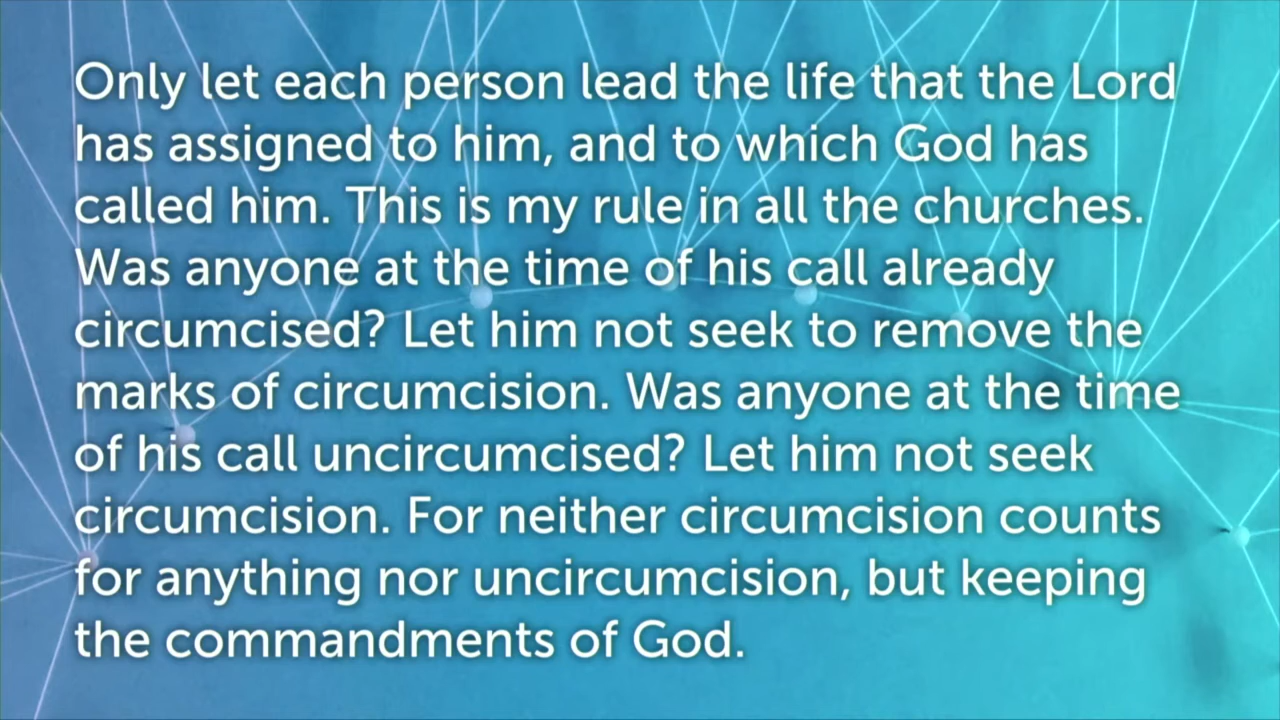 Only let each person lead the life that the Lord
has assigned to him, and to which God has
called him. This is my rule in all the churches.
Was anyone at the time of his call already
circumcised? Let him not seek to remove the
marks of circumcision. Was anyone at the time
of his call uncircumcised? Let him not seek
circumcision. For neither circumcision counts
for anything nor uncircumcision, but keeping
the commandments of God.